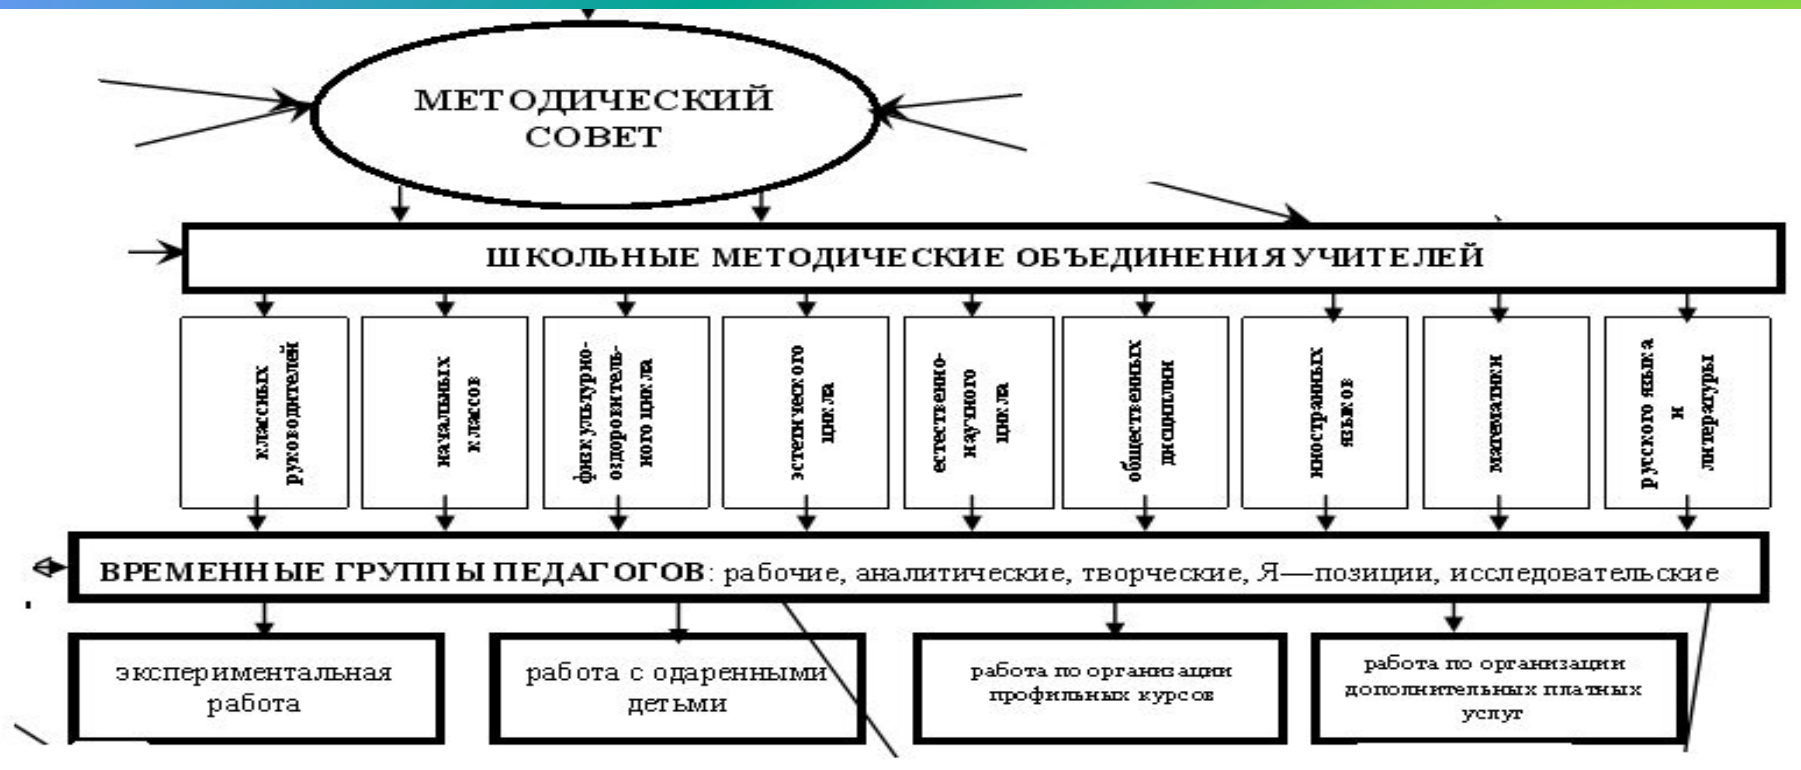 МЕТОДИЧЕСКИЙ
СОВЕТ
ШКОЛЬНЫЕ МЕТОДИЧЕСКИЕ ОБЪЕДИНЕНИЯ УЧИТЕЛЕЙ
классных
руководителей
начальных
классов
физкультурно-
оздоровитель-
ного цикла
эстетического
цикла
естественно-
научного
цикла
общественных
дисциплин
иностранных
языков
математики
русского языка
и
литературы
ВРЕМЕННЫЕ ГРУППЫ ПЕДАГОГОВ: рабочие, аналитические, творческие, Я—позиции, исследовательские
экспериментальная
работа
работа с одаренными
детьми
работа по организации
профильных курсов
работа по организации
дополнительных платных
услуг